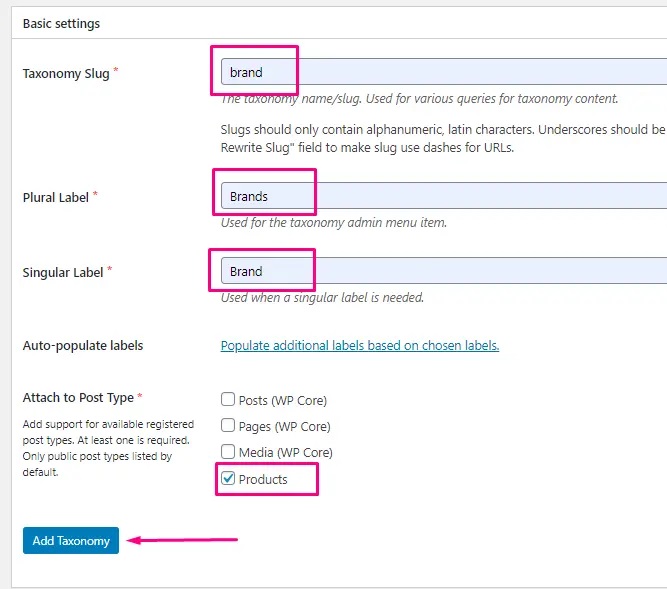 Basic settings
Taxonomy Slug *
brand
The taxonomy name/slug. Used for various queries for taxonomy content.
Slugs should only contain alphanumeric, latin characters. Underscores should be
Rewrite Slug" field to make slug use dashes for URLs.
Plural Label *
Brands
Used for the taxonomy admin menu item.
Singular Label *
Brand
Used when a singular label is needed.
Auto-populate labels
Populate additional labels based on chosen labels.
Attach to Post Type *
Add support for available registered
post types. At least one is required.
Only public post types listed by
default.
Posts (WP Core)
Pages (WP Core)
Media (WP Core)
Products
Add Taxonomy